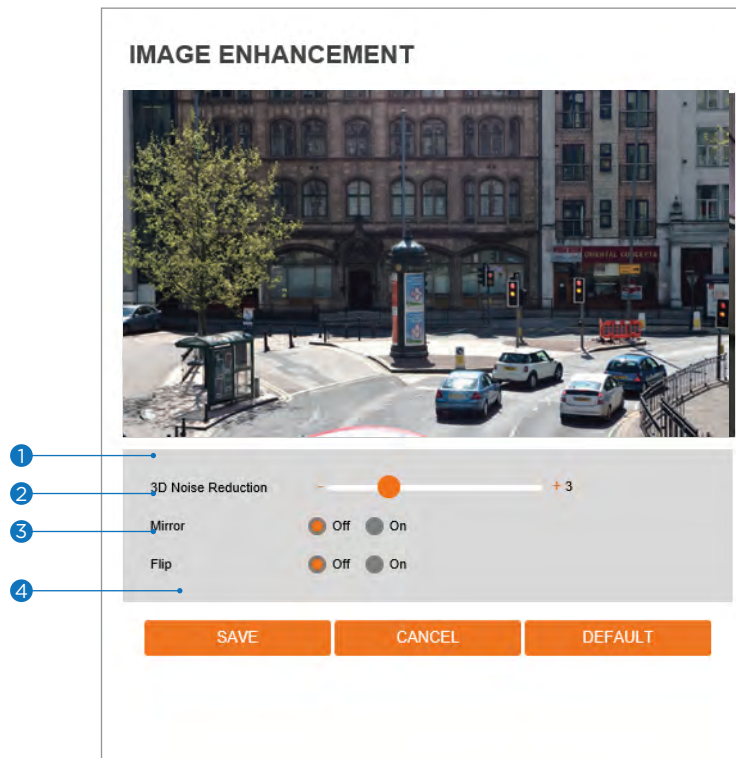 IMAGE ENHANCEMENT
ORIENTAL
1
2
3D Noise Reduction - + 3
3
Mirror Off On
Flip Off On
4
SAVE CANCEL DEFAULT